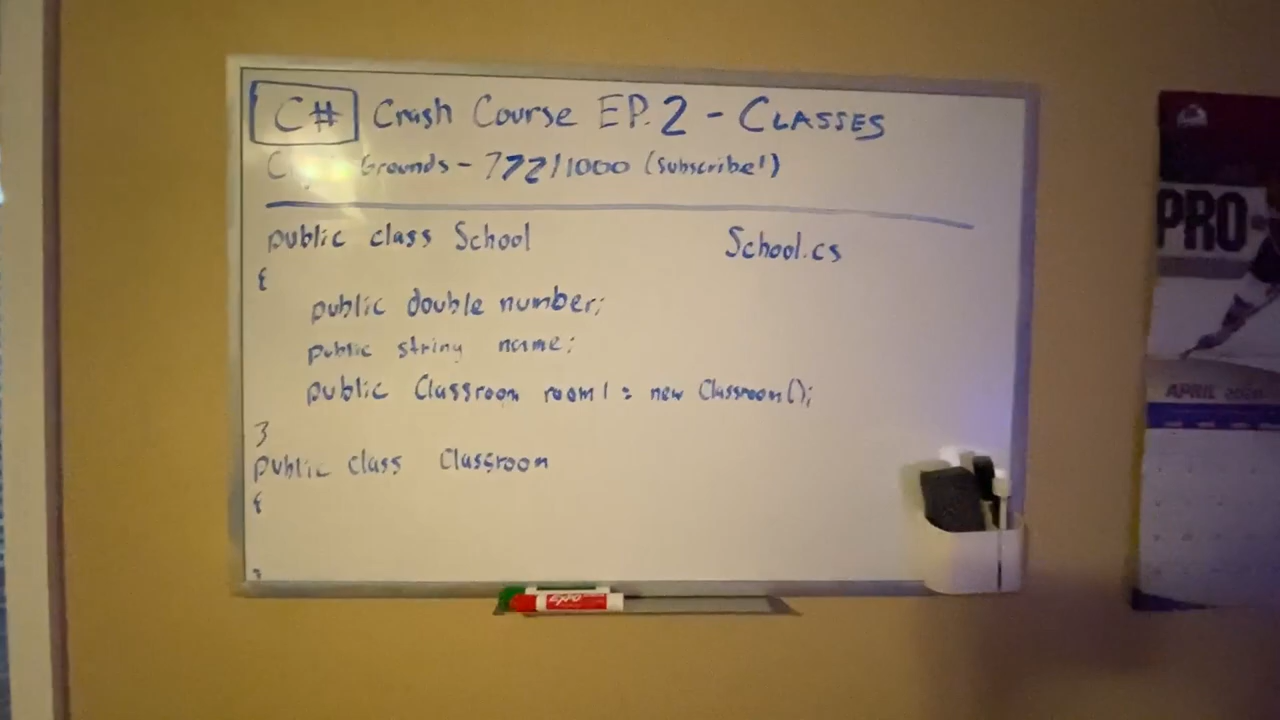 C# Crash Course EP.2 - CLASSES
Grounds - 772/1000 (Subscribe!)
public class School
School.cs
{
public double number;
public string name;
public Classroom room1 = new Classroom();
}
public class Classroom
{
}
EXPO
PRO
APRIL